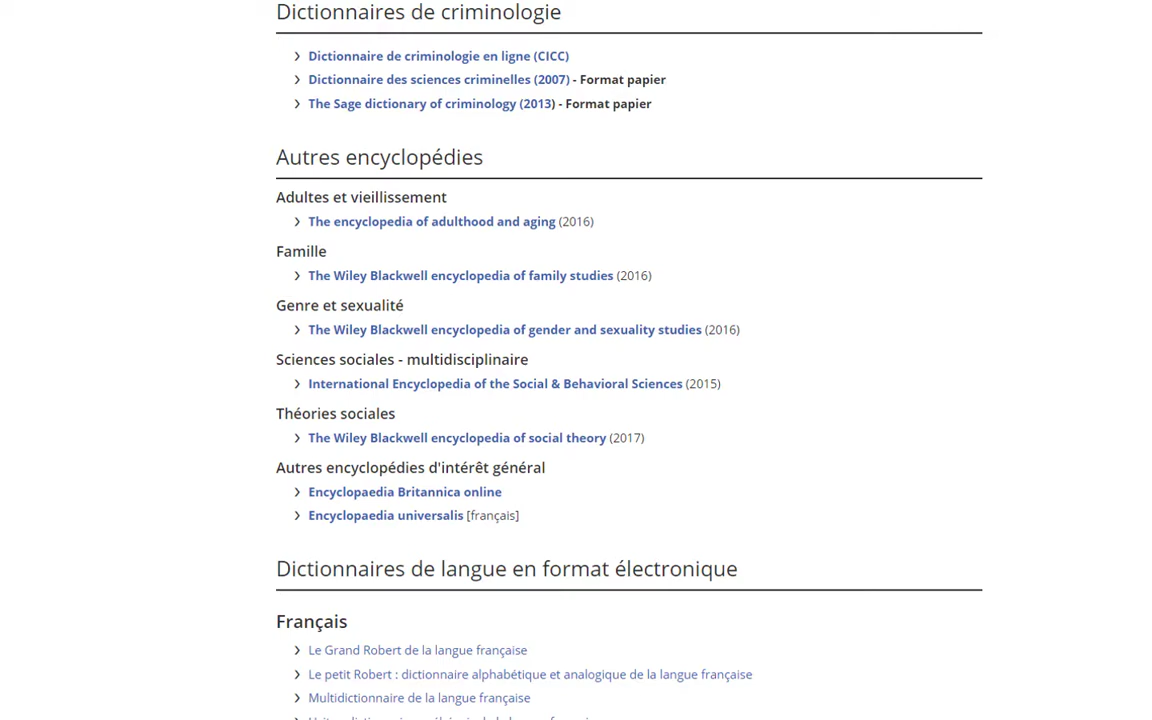 Dictionnaires de criminologie
Dictionnaire de criminologie en ligne (CICC)
Dictionnaire des sciences criminelles (2007) - Format papier
The Sage dictionary of criminology (2013) - Format papier
Autres encyclopédies
Adultes et vieillissement
The encyclopedia of adulthood and aging (2016)
Famille
The Wiley Blackwell encyclopedia of family studies (2016)
Genre et sexualité
The Wiley Blackwell encyclopedia of gender and sexuality studies (2016)
Sciences sociales - multidisciplinaire
International Encyclopedia of the Social & Behavioral Sciences (2015)
Théories sociales
The Wiley Blackwell encyclopedia of social theory (2017)
Autres encyclopédies d'intérêt général
Encyclopaedia Britannica online
Encyclopaedia universalis [français]
Dictionnaires de langue en format électronique
Français
Le Grand Robert de la langue française
Le petit Robert : dictionnaire alphabétique et analogique de la langue française
Multidictionnaire de la langue française